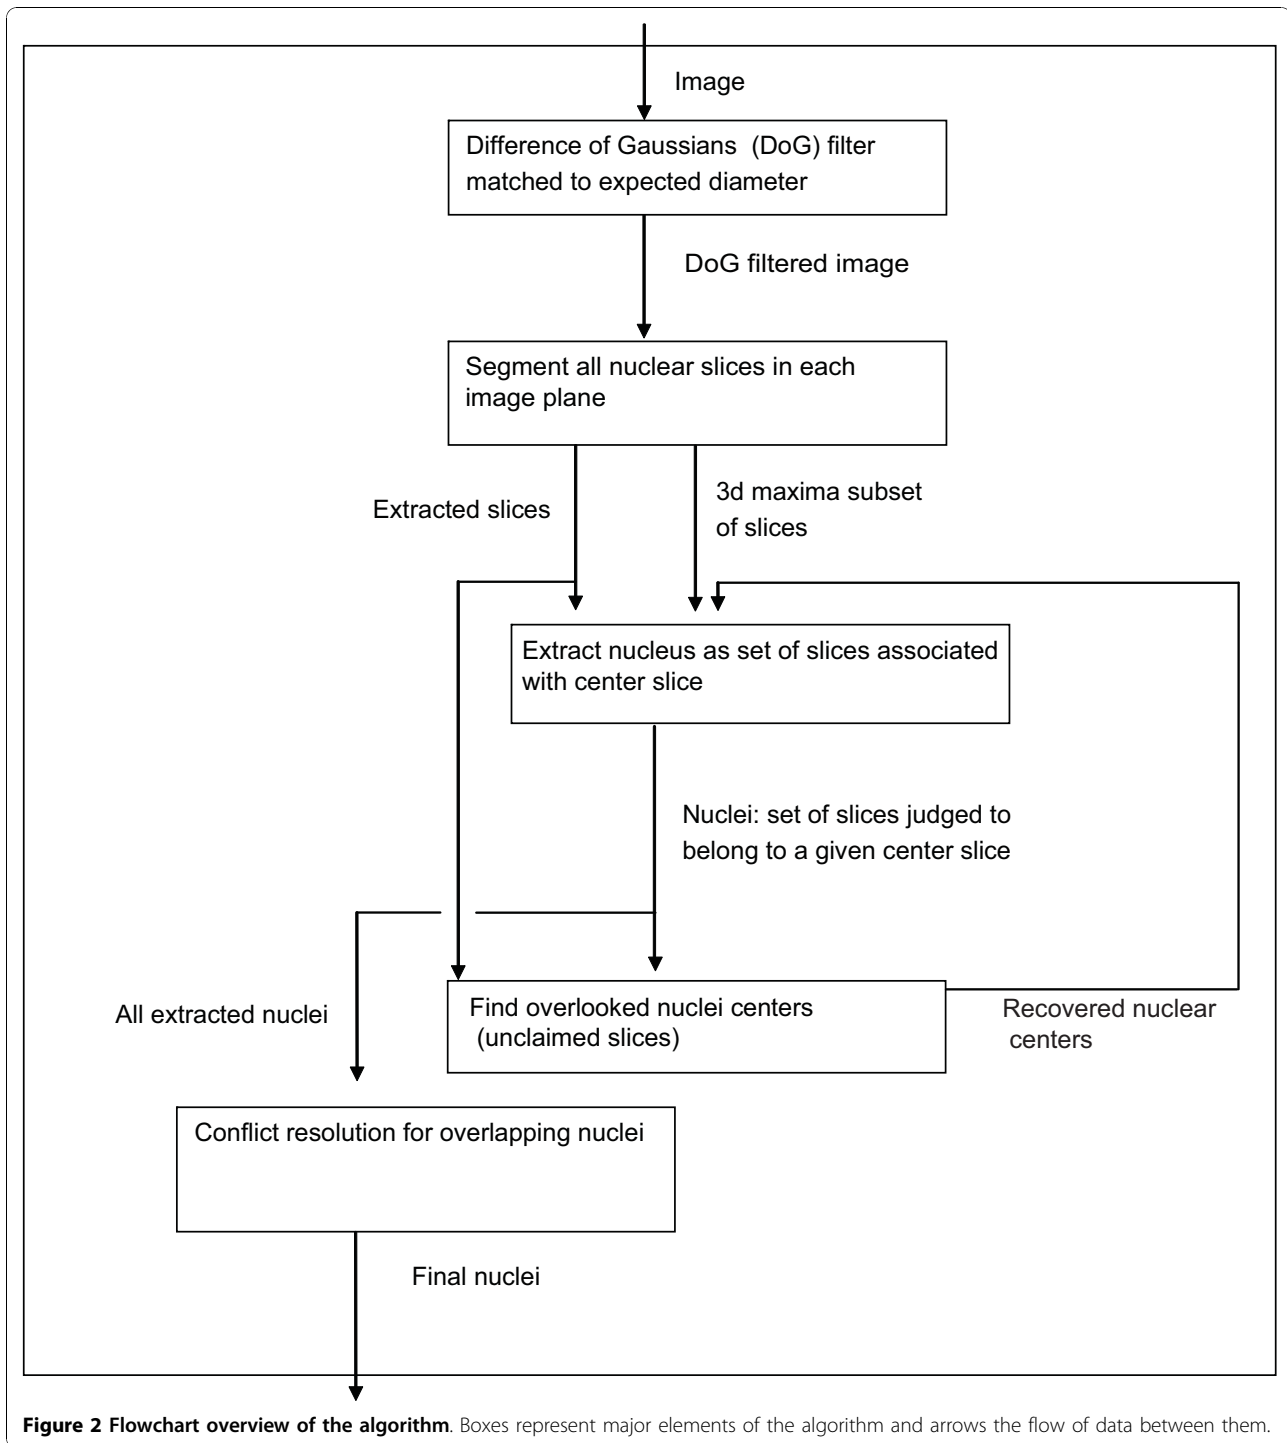 Image
Difference of Gaussians (DoG) filter
matched to expected diameter
DoG filtered image
Segment all nuclear slices in each
image plane
Extracted slices
3d maxima subset
of slices
Extract nucleus as set of slices associated
with center slice
Nuclei: set of slices judged to
belong to a given center slice
All extracted nuclei
Find overlooked nuclei centers
(unclaimed slices)
Recovered nuclear
centers
Conflict resolution for overlapping nuclei
Final nuclei
Figure 2 Flowchart overview of the algorithm. Boxes represent major elements of the algorithm and arrows the flow of data between them.